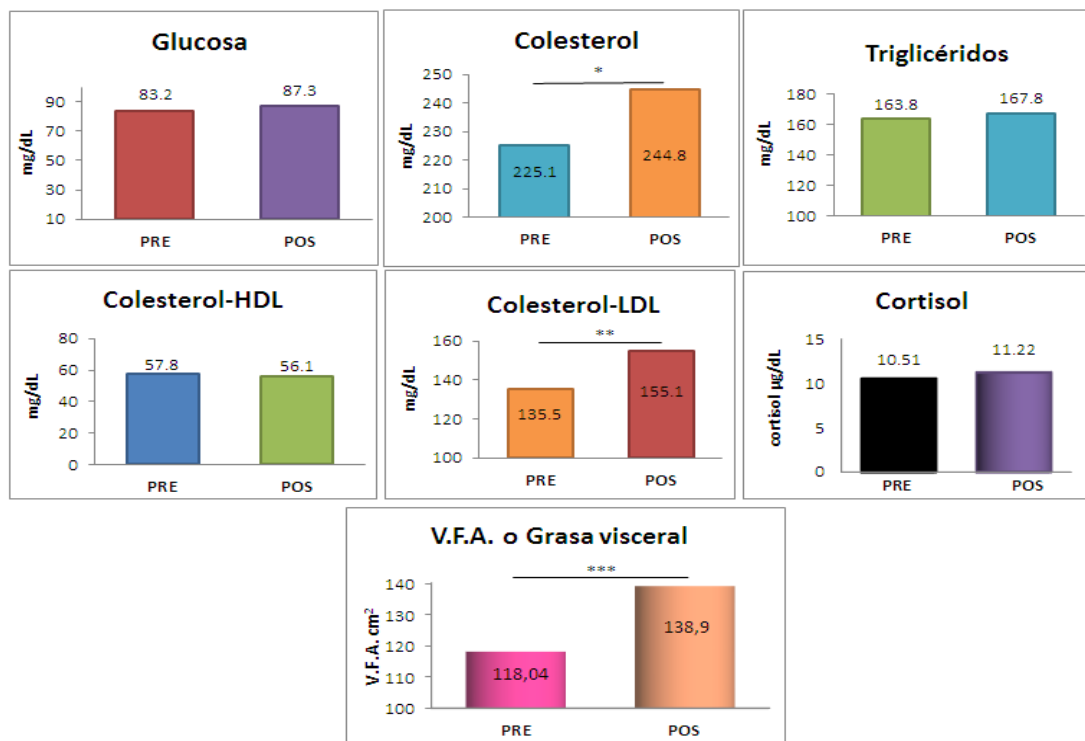 Glucosa
mg/dL
90
70
50
30
10
83.2
87.3
PRE
POS
Colesterol
*
mg/dL
250
240
230
220
210
200
225.1
244.8
PRE
POS
Triglicéridos
mg/dL
180
160
140
120
100
163.8
167.8
PRE
POS
Colesterol-HDL
mg/dL
80
60
40
20
0
57.8
56.1
PRE
POS
Colesterol-LDL
**
mg/dL
160
140
120
100
135.5
155.1
PRE
POS
Cortisol
cortisol µg/dL
15
10
5
0
10.51
11.22
PRE
POS
V.F.A. o Grasa visceral
***
V.F.A. cm²
140
130
120
110
100
118,04
138,9
PRE
POS